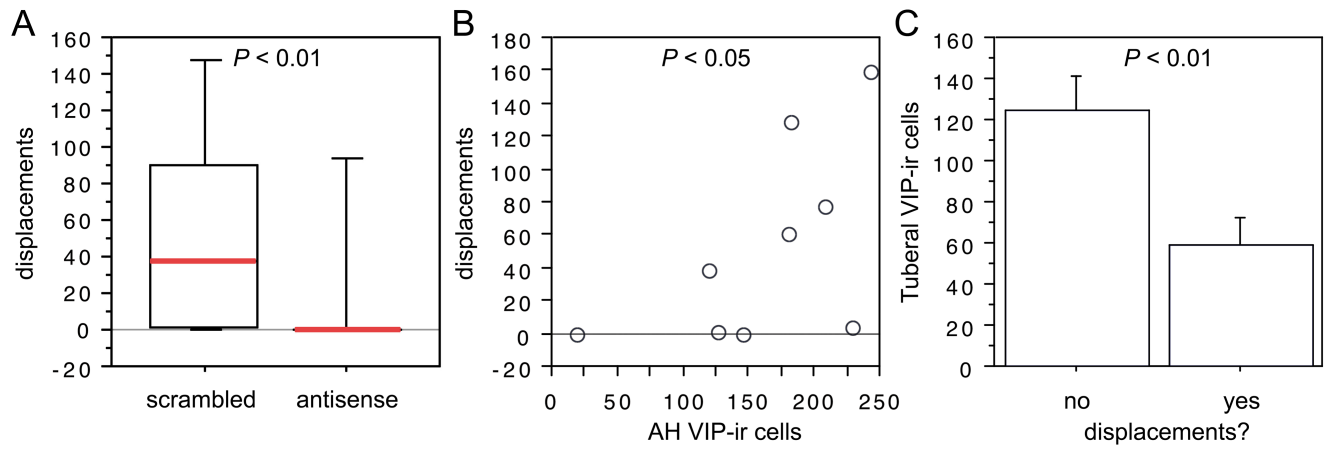 A
160
140
120
100
80
60
40
20
0
-20
displacements
P < 0.01
scrambled
antisense
B
180
160
140
120
100
80
60
40
20
0
-20
displacements
P < 0.05
0 50 100 150 200 250
AH VIP-ir cells
C
160
140
120
100
80
60
40
20
0
Tuberal VIP-ir cells
P < 0.01
no
yes
displacements?